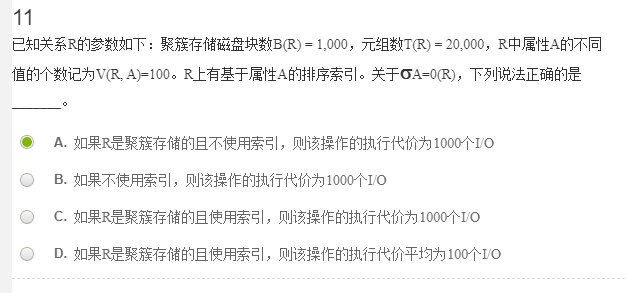 11
已知关系R的参数如下：聚簇存储磁盘块数B(R) = 1,000，元组数T(R) = 20,000，R中属性A的不同
值的个数记为V(R, A)=100。R上有基于属性A的排序索引。关于σA=0(R)，下列说法正确的是
_______。
A. 如果R是聚簇存储的且不使用索引，则该操作的执行代价为1000个I/O
B. 如果不使用索引，则该操作的执行代价为1000个I/O
C. 如果R是聚簇存储的且使用索引，则该操作的执行代价为1000个I/O
D. 如果R是聚簇存储的且使用索引，则该操作的执行代价平均为100个I/O